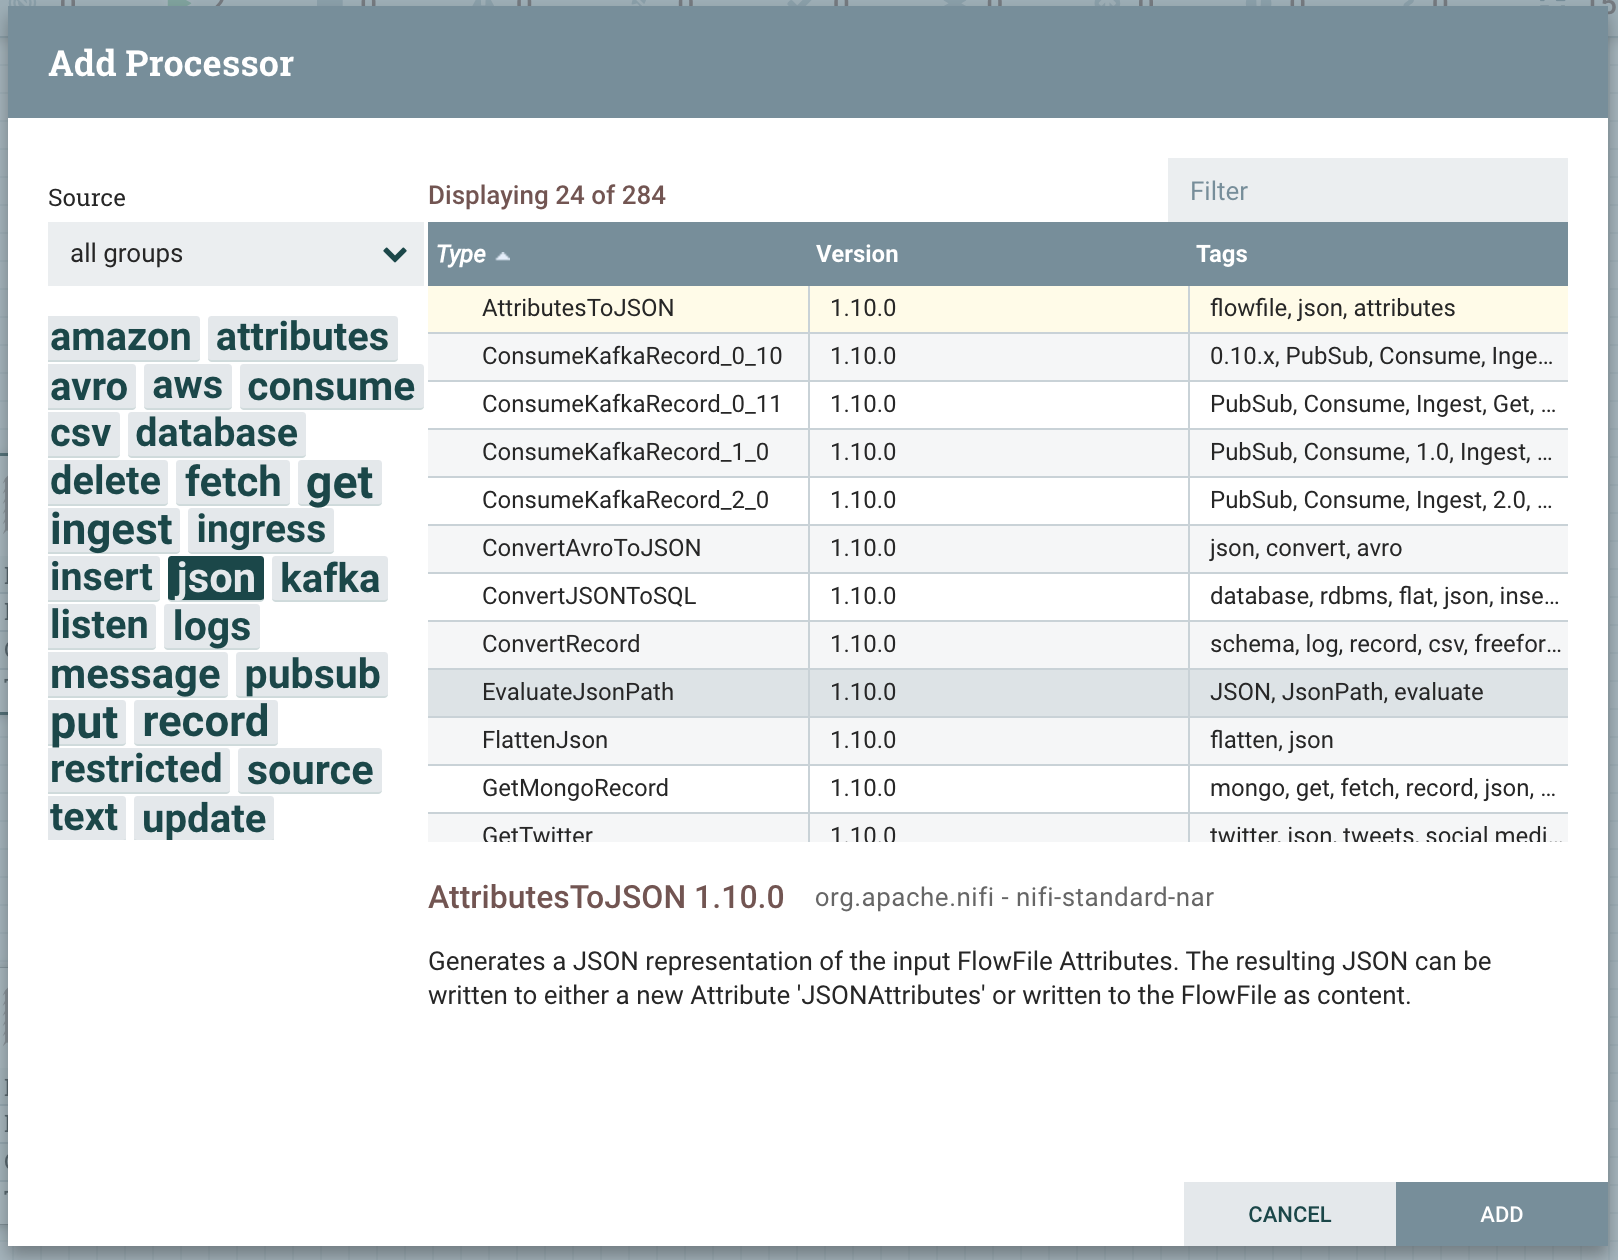 Add Processor
Source
Displaying 24 of 284
Filter
all groups
Type Version Tags
amazon attributes
avro aws consume
csv database
delete fetch get
ingest ingress
insert json kafka
listen logs
message pubsub
put record
restricted source
text update
AttributesToJSON 1.10.0 flowfile, json, attributes
ConsumeKafkaRecord_0_10 1.10.0 0.10.x, PubSub, Consume, Inge...
ConsumeKafkaRecord_0_11 1.10.0 PubSub, Consume, Ingest, Get, ...
ConsumeKafkaRecord_1_0 1.10.0 PubSub, Consume, 1.0, Ingest, ...
ConsumeKafkaRecord_2_0 1.10.0 PubSub, Consume, Ingest, 2.0, ...
ConvertAvroToJSON 1.10.0 json, convert, avro
ConvertJSONToSQL 1.10.0 database, rdbms, flat, json, inse...
ConvertRecord 1.10.0 schema, log, record, csv, freefor...
EvaluateJsonPath 1.10.0 JSON, JsonPath, evaluate
FlattenJson 1.10.0 flatten, json
GetMongoRecord 1.10.0 mongo, get, fetch, record, json, ...
GetTwitter 1.10.0 twitter, json, tweets, social medi...
AttributesToJSON 1.10.0 org.apache.nifi - nifi-standard-nar
Generates a JSON representation of the input FlowFile Attributes. The resulting JSON can be
written to either a new Attribute 'JSONAttributes' or written to the FlowFile as content.
CANCEL ADD